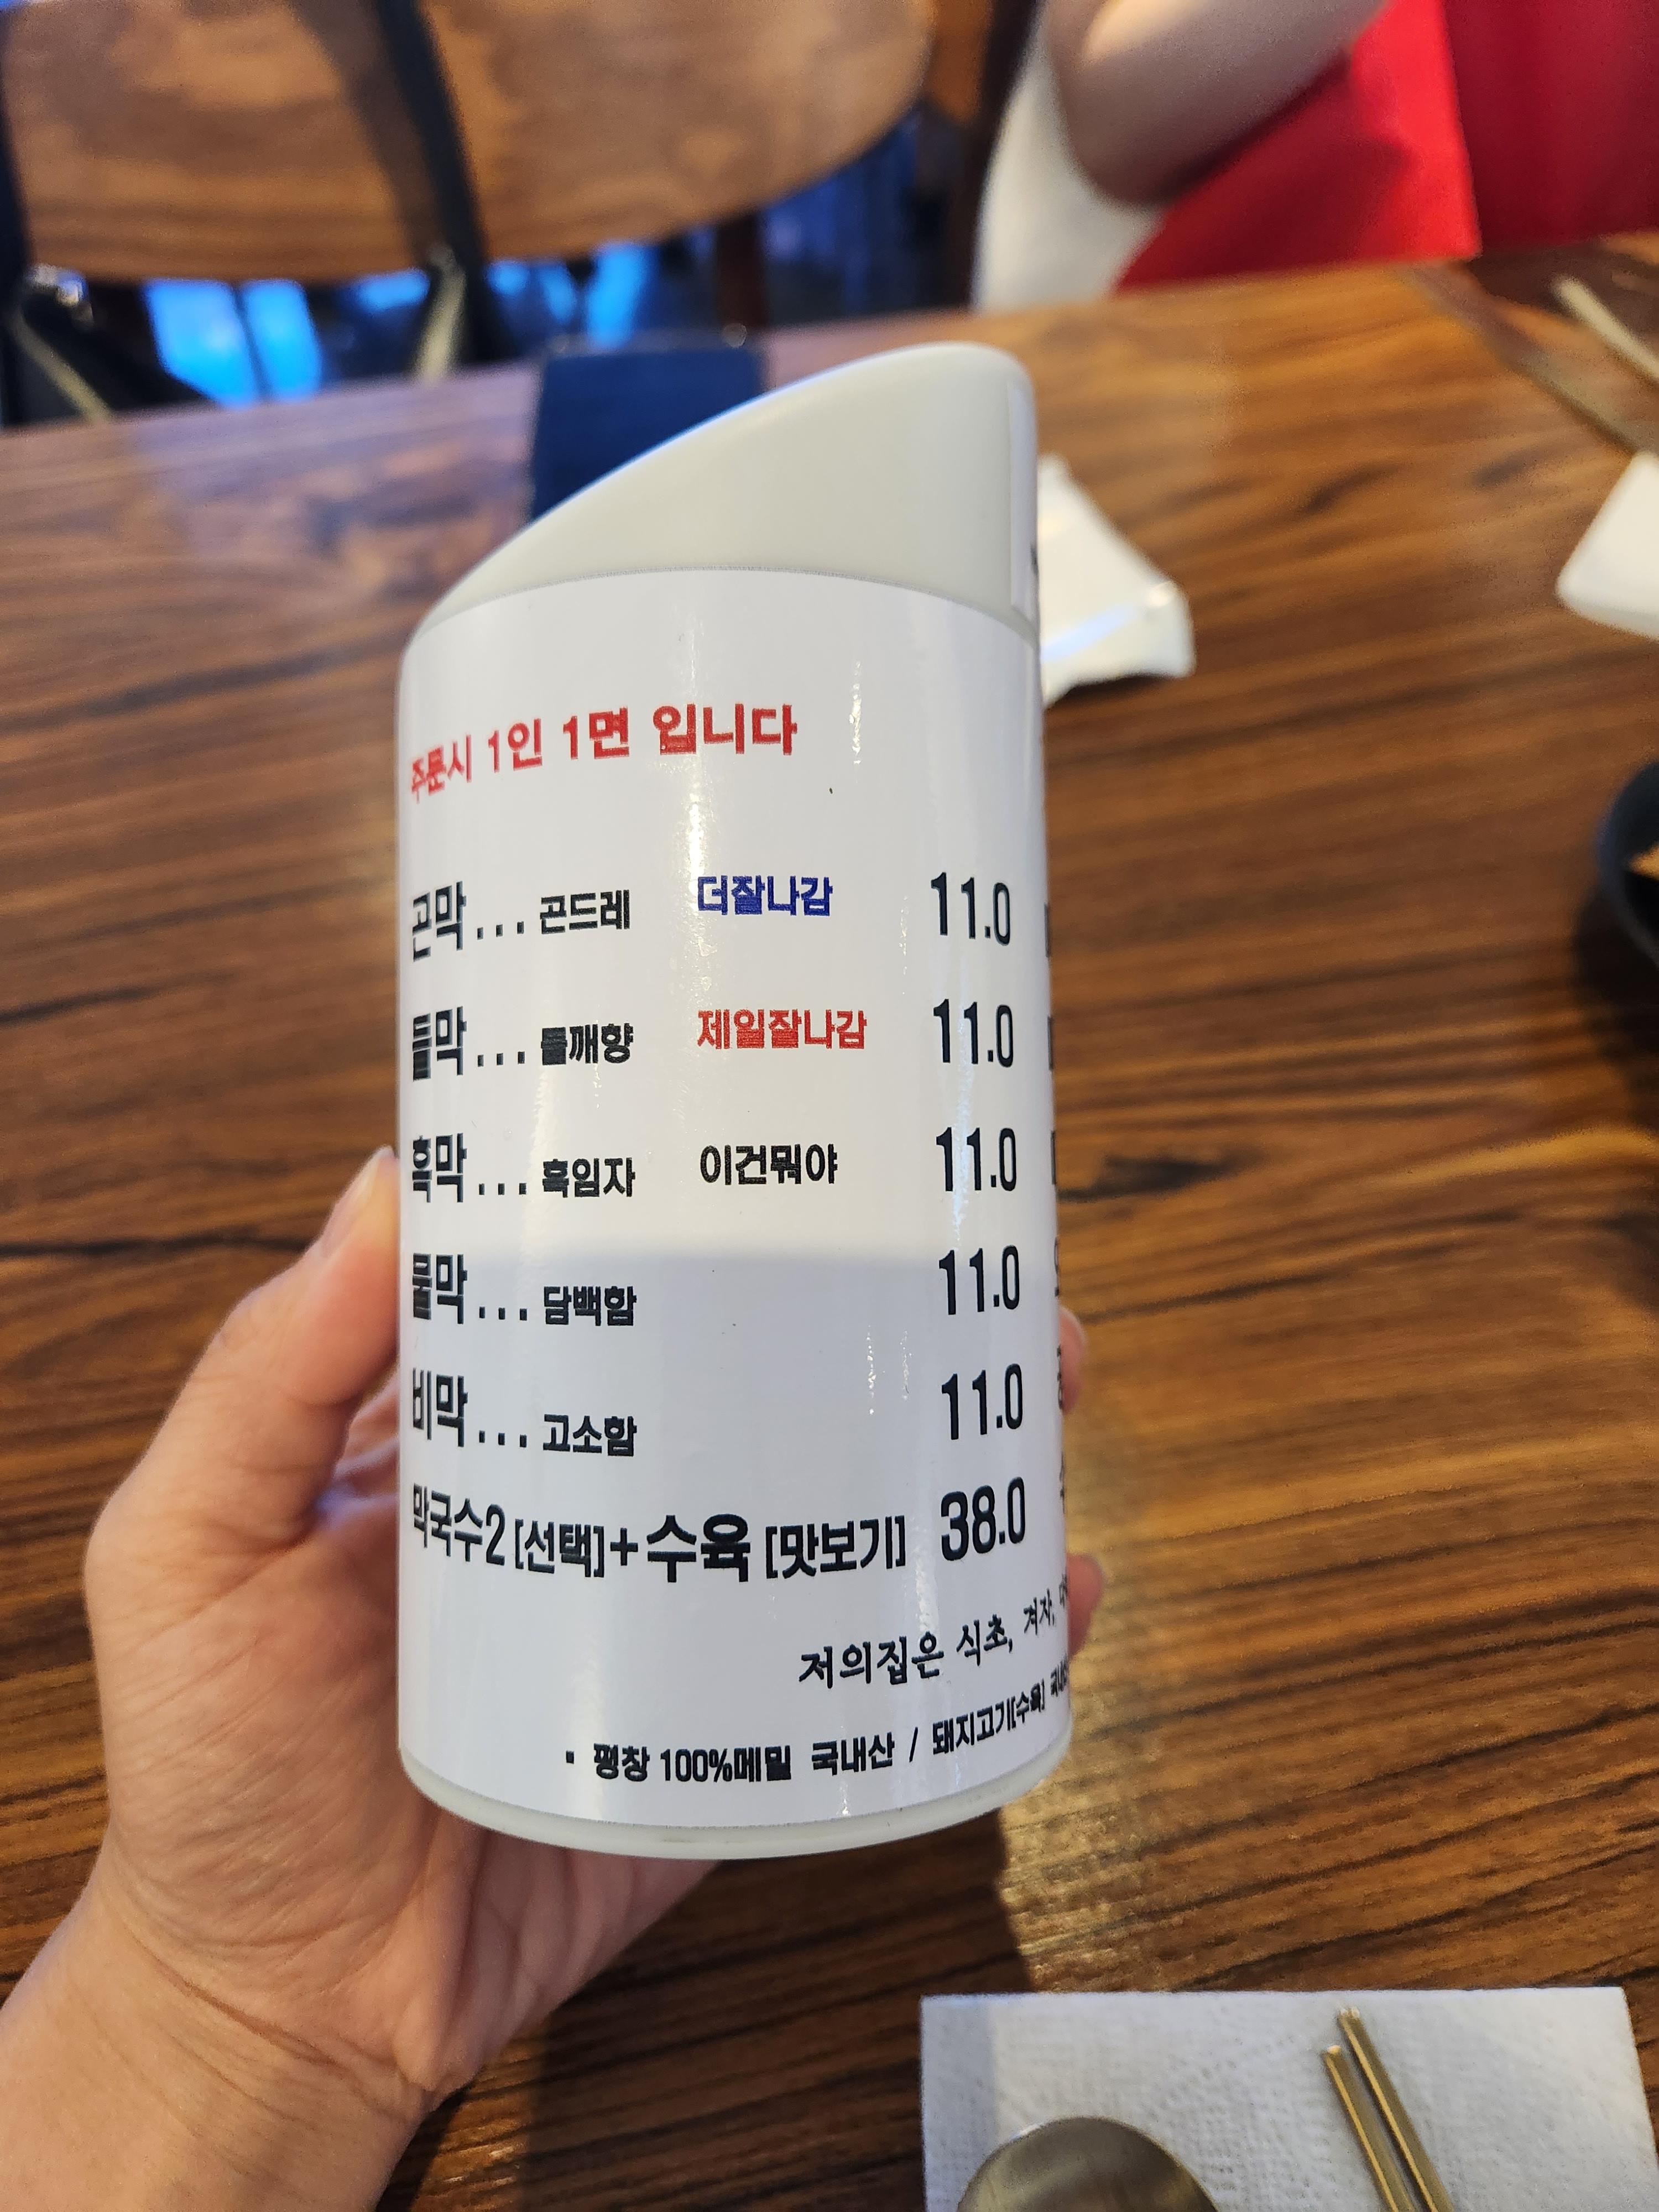 주문시 1인 1면 입니다
곤막... 곤드레 더잘나감 11.0
들막... 들깨향 제일잘나감 11.0
흑막... 흑임자 이건뭐야 11.0
물막... 담백함 11.0
비막... 고소함 11.0
막국수2 [선택]+수육 [맛보기] 38.0
저의집은 식초, 겨자,
▪ 평창 100%메밀 국내산 / 돼지고기[수육]